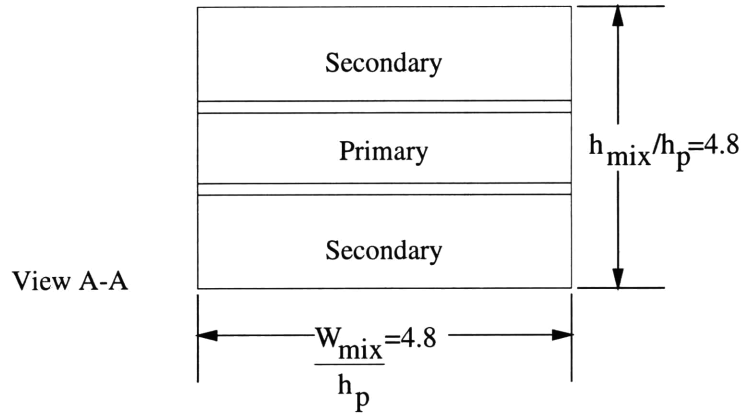 Secondary
Primary
h_mix/h_p=4.8
Secondary
View A-A
W_mix=4.8
h_p